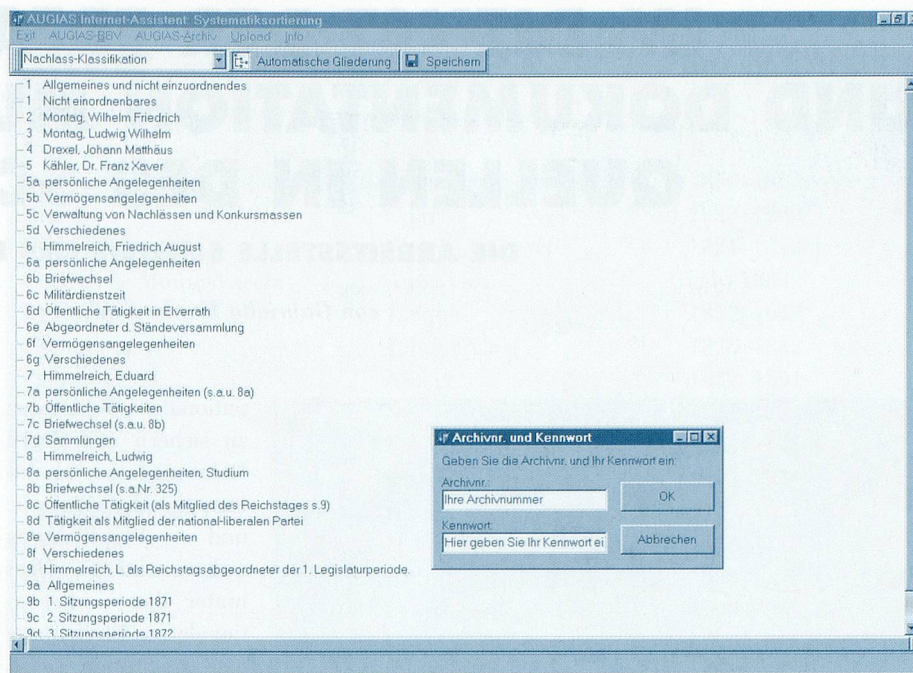 AUGIAS Internet-Assistent: Systematiksortierung
Exit AUGIAS-BBV AUGIAS-Archiv Upload Info
Nachlass-Klassifikation Automatische Gliederung Speichern
1 Allgemeines und nicht einzuordnendes
1 Nicht einordenbares
2 Montag, Wilhelm Friedrich
3 Montag, Ludwig Wilhelm
4 Drexel, Johann Matthäus
5 Kähler, Dr. Franz Xaver
5a persönliche Angelegenheiten
5b Vermögensangelegenheiten
5c Verwaltung von Nachlässen und Konkursmassen
5d Verschiedenes
6 Himmelreich, Friedrich August
6a persönliche Angelegenheiten
6b Briefwechsel
6c Militärdienstzeit
6d Öffentliche Tätigkeit in Elverrath
6e Abgeordneter d. Ständeversammlung
6f Vermögensangelegenheiten
6g Verschiedenes
7 Himmelreich, Eduard
7a persönliche Angelegenheiten (s.a.u. 8a)
7b Öffentliche Tätigkeiten
7c Briefwechsel (s.a.u. 8b)
7d Sammlungen
8 Himmelreich, Ludwig
8a persönliche Angelegenheiten, Studium
8b Briefwechsel (s.a.Nr. 325)
8c Öffentliche Tätigkeit (als Mitglied des Reichstages s.9)
8d Tätigkeit als Mitglied der national-liberalen Partei
8e Vermögensangelegenheiten
8f Verschiedenes
9 Himmelreich, L. als Reichstagsabgeordneter der 1. Legislaturperiode.
9a Allgemeines
9b 1. Sitzungsperiode 1871
9c 2. Sitzungsperiode 1871
9d 3. Sitzungsperiode 1872
Archivnr. und Kennwort
Geben Sie die Archivnr. und Ihr Kennwort ein:
Archivnr.:
Ihre Archivnummer OK
Kennwort:
Hier geben Sie Ihr Kennwort ei Abbrechen